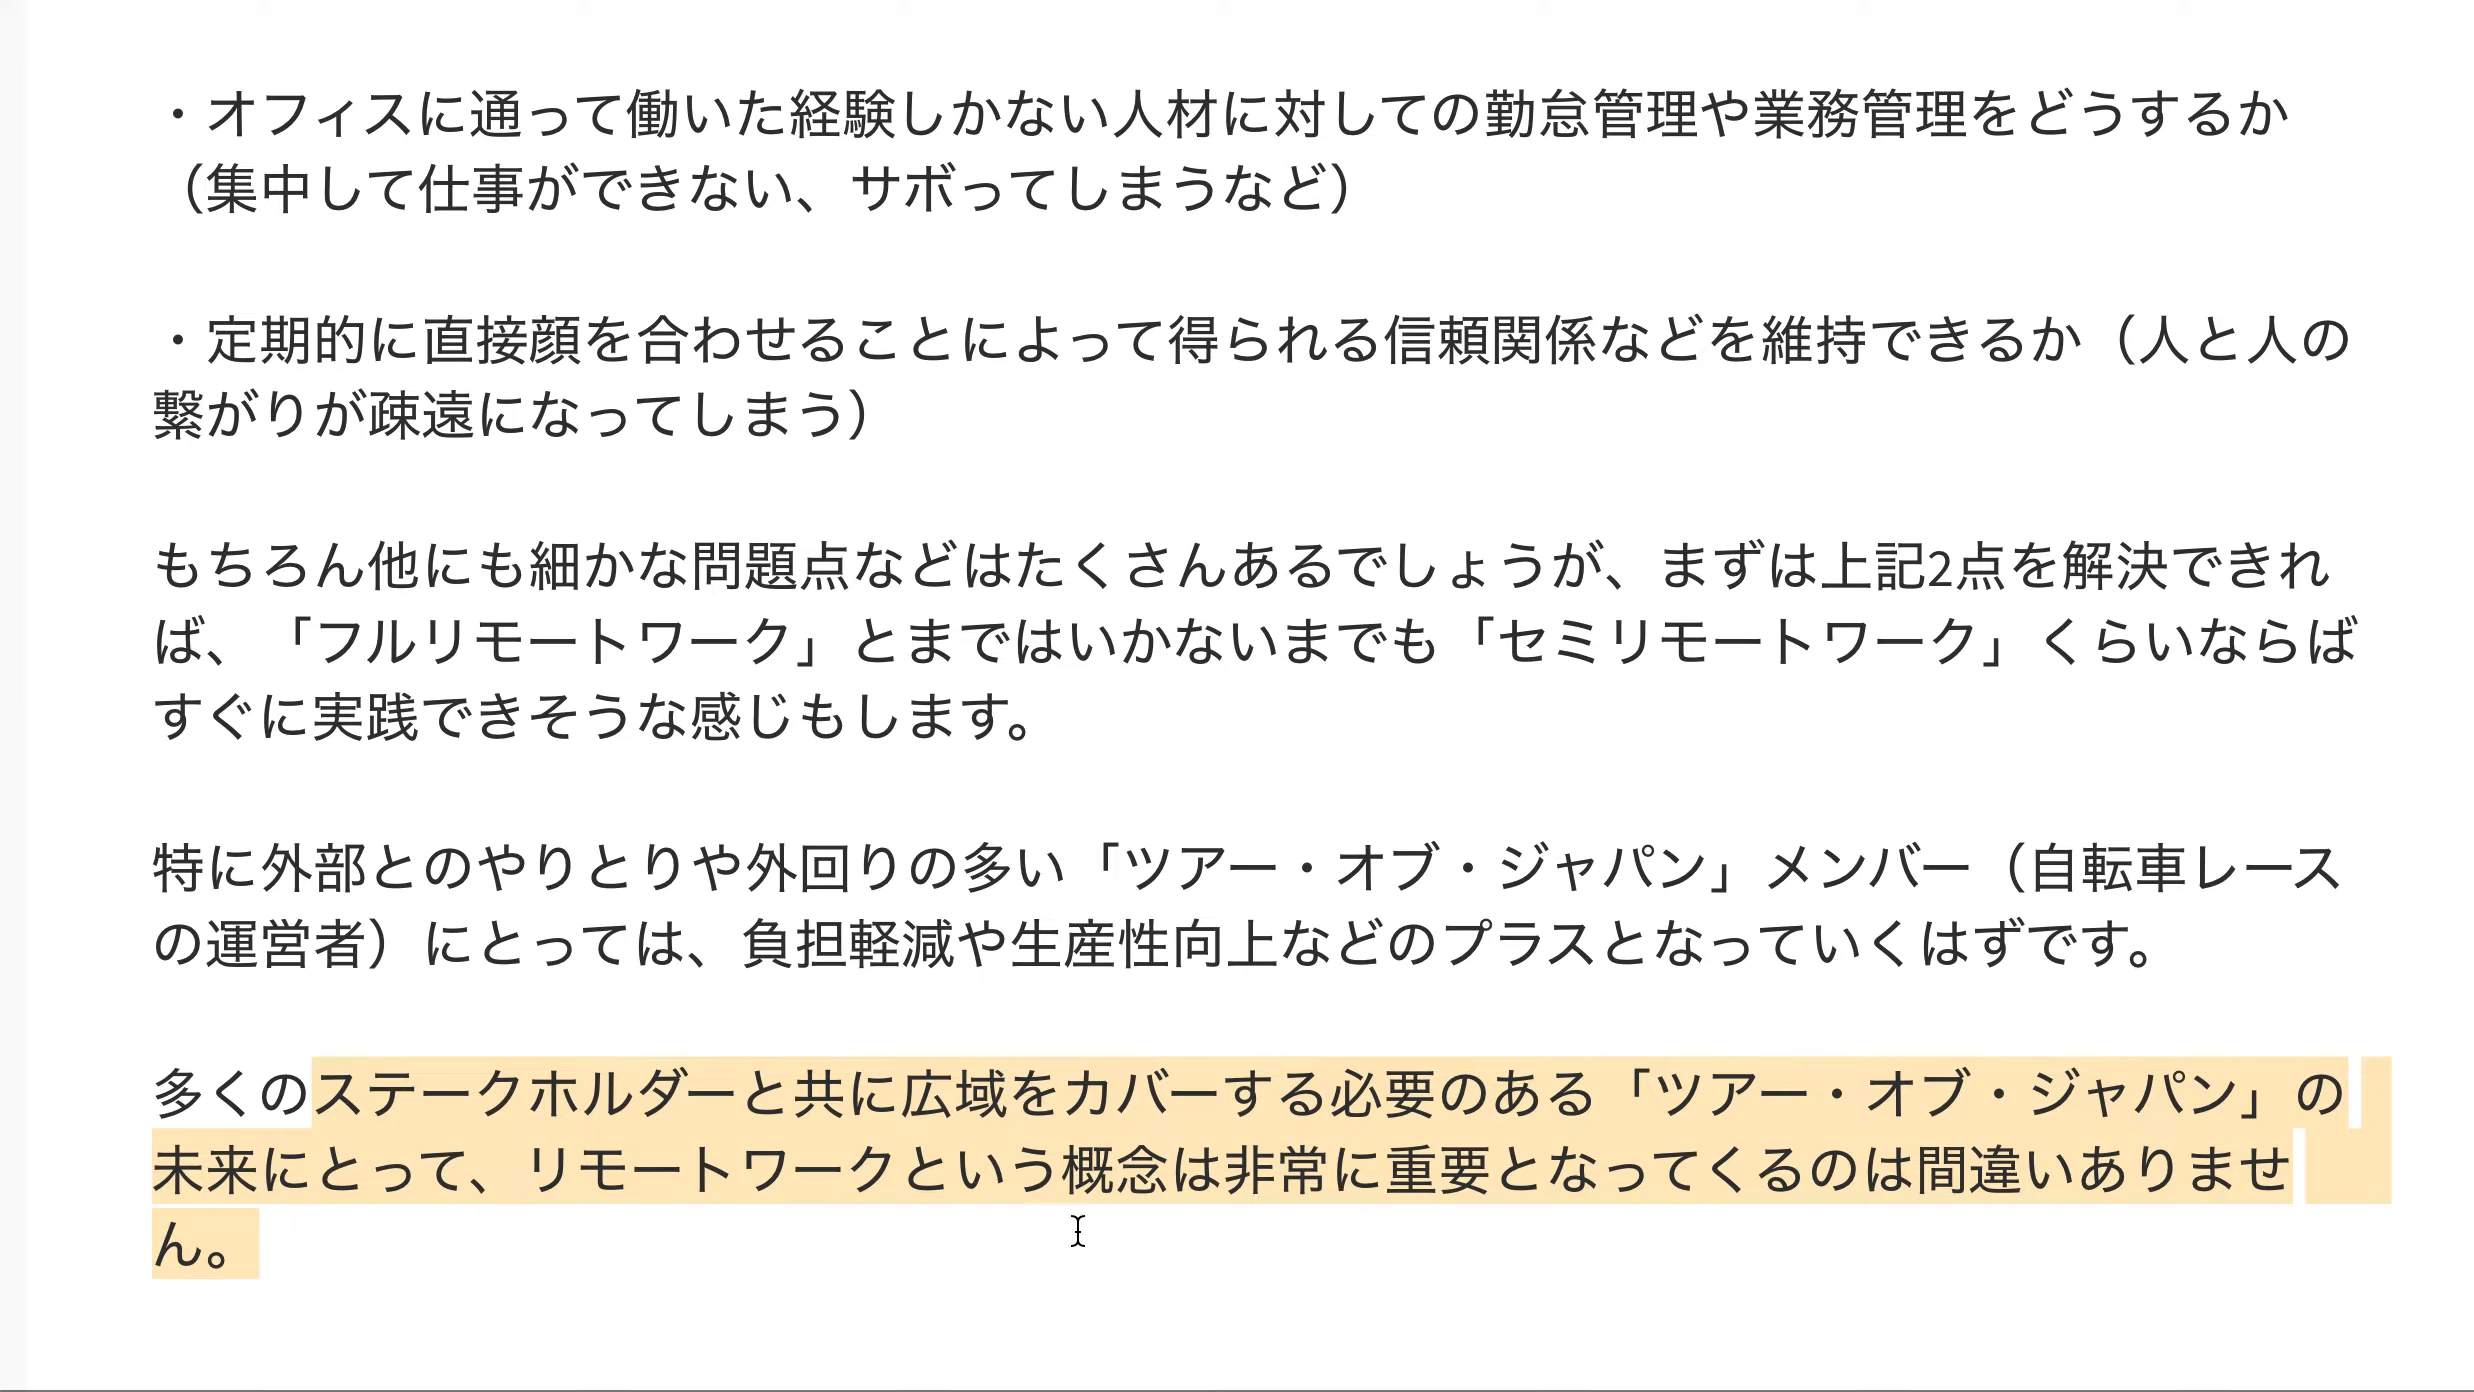 ・オフィスに通って働いた経験しかない人材に対しての勤怠管理や業務管理をどうするか
（集中して仕事ができない、サボってしまうなど）
・定期的に直接顔を合わせることによって得られる信頼関係などを維持できるか（人と人の
繋がりが疎遠になってしまう）
もちろん他にも細かな問題点などはたくさんあるでしょうが、まずは上記2点を解決できれ
ば、「フルリモートワーク」とまではいかないまでも「セミリモートワーク」くらいならば
すぐに実践できそうな感じもします。
特に外部とのやりとりや外回りの多い「ツアー・オブ・ジャパン」メンバー（自転車レース
の運営者）にとっては、負担軽減や生産性向上などのプラスとなっていくはずです。
多くのステークホルダーと共に広域をカバーする必要のある「ツアー・オブ・ジャパン」の
未来にとって、リモートワークという概念は非常に重要となってくるのは間違いありませ
ん。